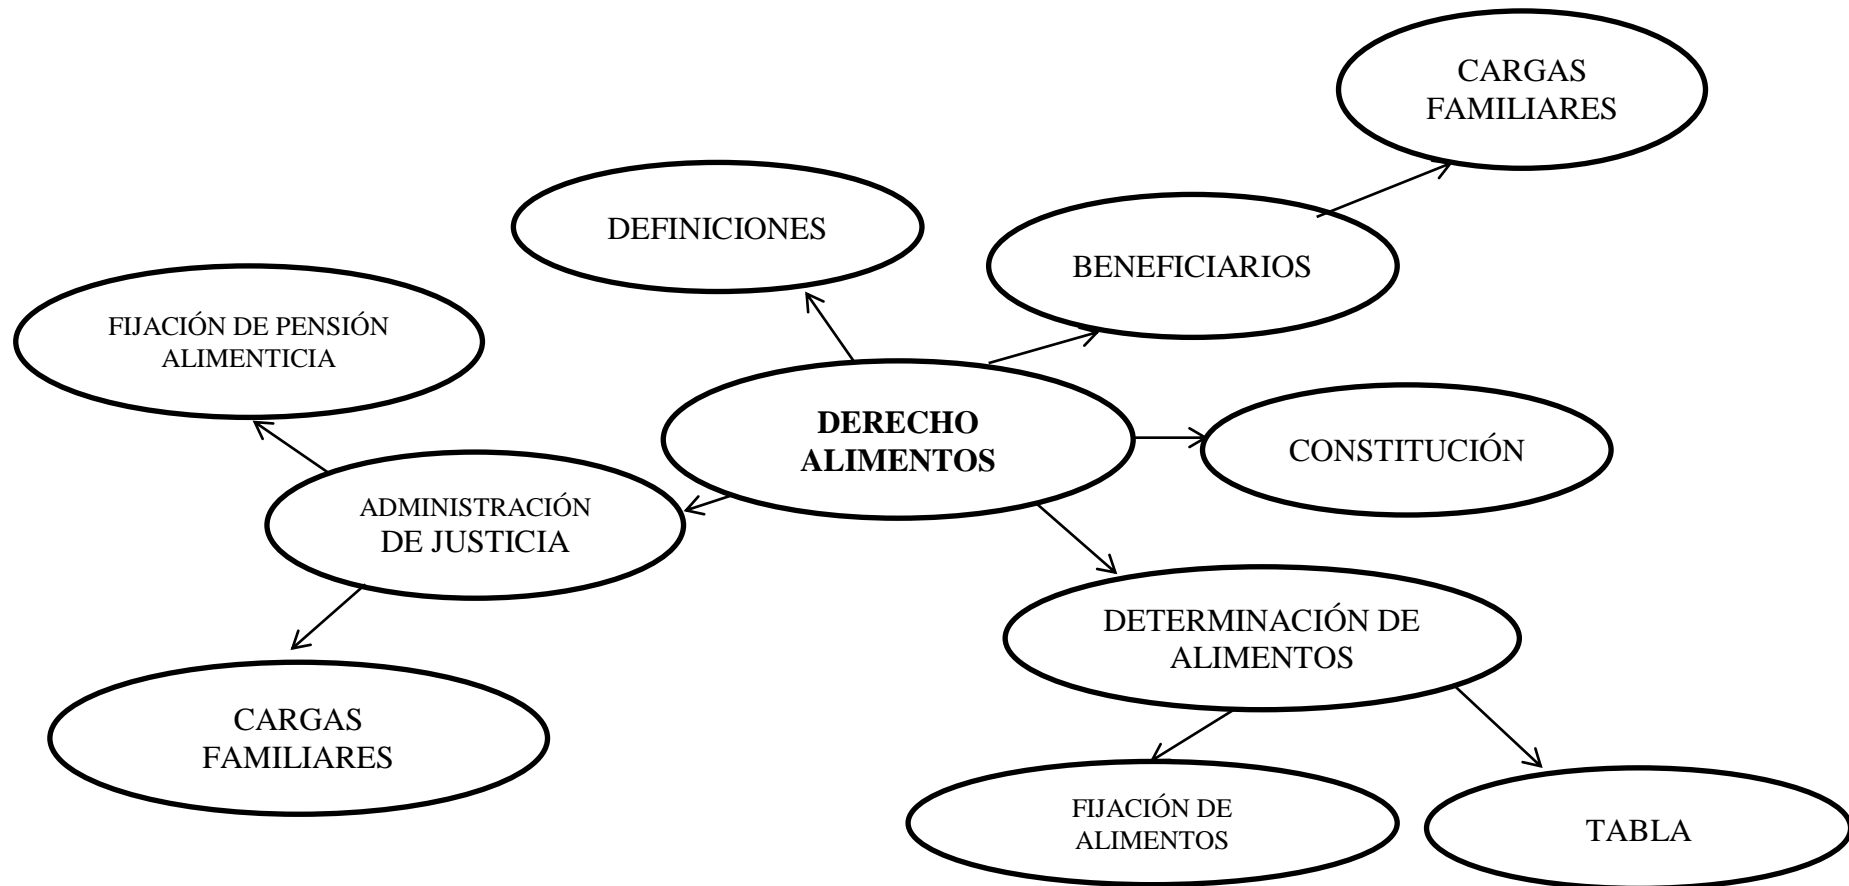 CARGAS
FAMILIARES
DEFINICIONES
BENEFICIARIOS
FIJACIÓN DE PENSIÓN
ALIMENTICIA
DERECHO
ALIMENTOS
CONSTITUCIÓN
ADMINISTRACIÓN
DE JUSTICIA
DETERMINACIÓN DE
ALIMENTOS
CARGAS
FAMILIARES
FIJACIÓN DE
ALIMENTOS
TABLA